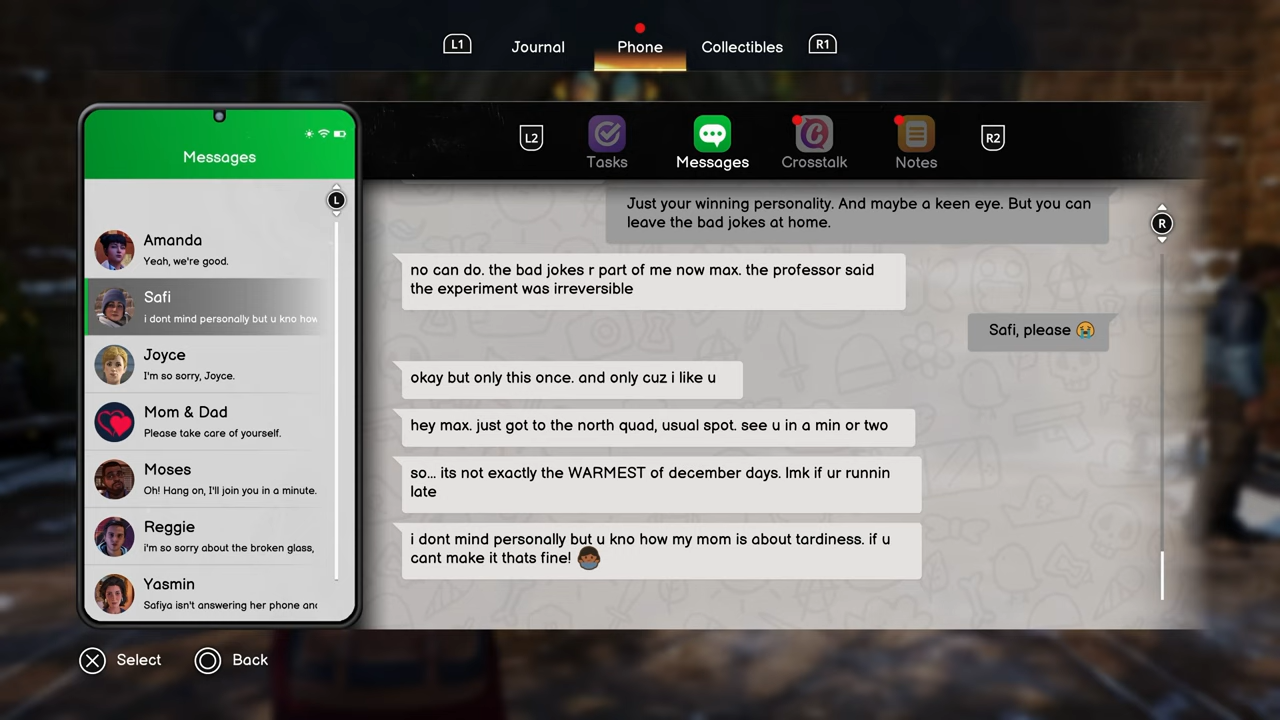 L1
Journal
Phone
Collectibles
R1
L2
Tasks
Messages
Crosstalk
Notes
R2
Messages
L
Amanda
Yeah, we're good.
Safi
i dont mind personally but u kno how
Joyce
I'm so sorry, Joyce.
Mom & Dad
Please take care of yourself.
Moses
Oh! Hang on, I'll join you in a minute.
Reggie
i'm so sorry about the broken glass,
Yasmin
Safiya isn't answering her phone and
Just your winning personality. And maybe a keen eye. But you can
leave the bad jokes at home.
R
no can do. the bad jokes r part of me now max. the professor said
the experiment was irreversible
Safi, please 😭
okay but only this once. and only cuz i like u
hey max. just got to the north quad, usual spot. see u in a min or two
so... its not exactly the WARMEST of december days. lmk if ur runnin
late
i dont mind personally but u kno how my mom is about tardiness. if u
cant make it thats fine!
Select
Back